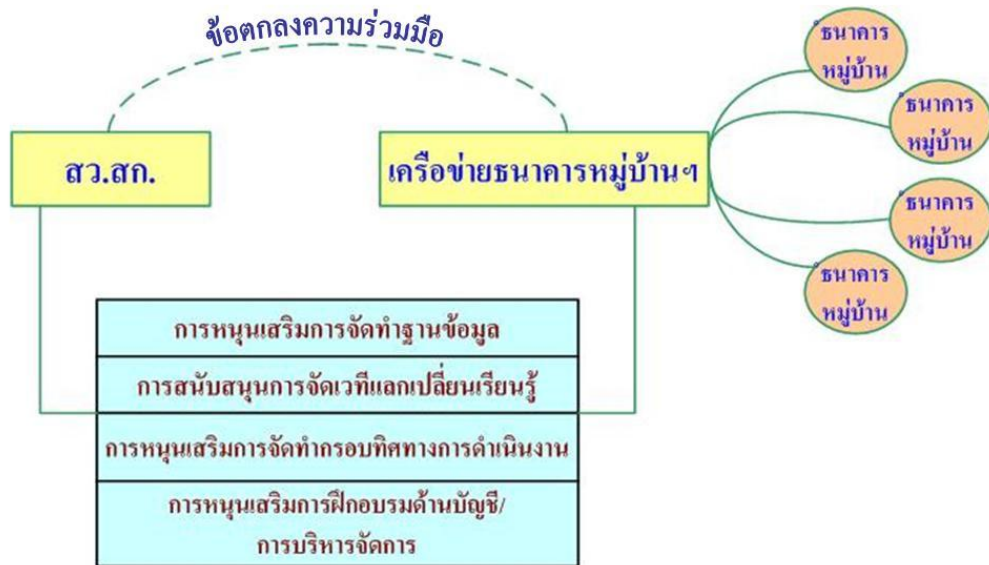 ข้อตกลงความร่วมมือ
สว.สก.
เครือข่ายธนาคารหมู่บ้านฯ
ธนาคาร
หมู่บ้าน
ธนาคาร
หมู่บ้าน
ธนาคาร
หมู่บ้าน
ธนาคาร
หมู่บ้าน
การหนุนเสริมการจัดทำฐานข้อมูล
การสนับสนุนการจัดเวทีแลกเปลี่ยนเรียนรู้
การหนุนเสริมการจัดทำกรอบทิศทางการดำเนินงาน
การหนุนเสริมการฝึกอบรมด้านบัญชี/
การบริหารจัดการ